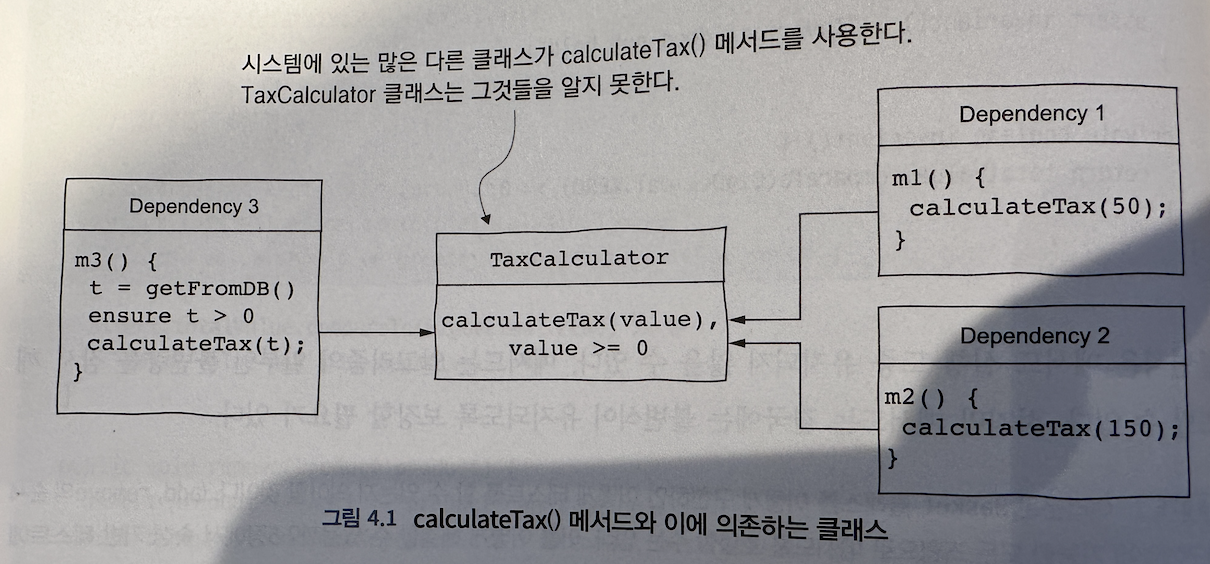 시스템에 있는 많은 다른 클래스가 calculateTax() 메서드를 사용한다.
TaxCalculator 클래스는 그것들을 알지 못한다.
Dependency 3
m3() {
t = getFromDB()
ensure t > 0
calculateTax(t);
}
TaxCalculator
calculateTax(value),
value >= 0
Dependency 1
m1() {
calculateTax(50);
}
Dependency 2
m2() {
calculateTax(150);
}
그림 4.1 calculateTax() 메서드와 이에 의존하는 클래스